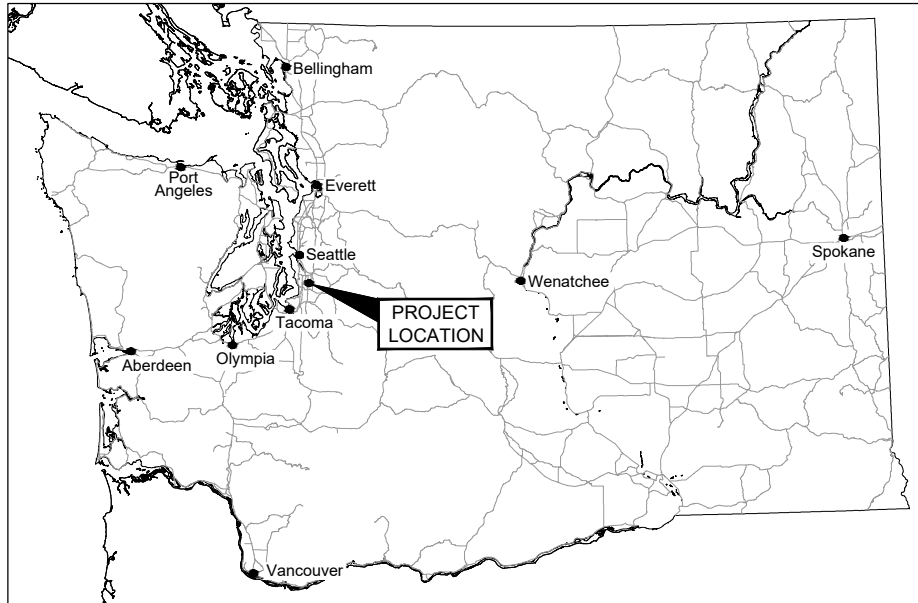 Bellingham
Port
Angeles
Everett
Seattle
Spokane
Wenatchee
PROJECT
LOCATION
Tacoma
Olympia
Aberdeen
Vancouver